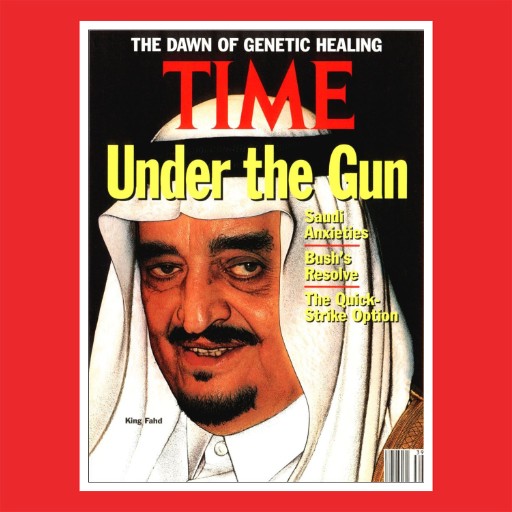 THE DAWN OF GENETIC HEALING
TIME
Under the Gun
Saudi
Anxieties
Bush's
Resolve
The Quick-
Strike Option
King Fahd